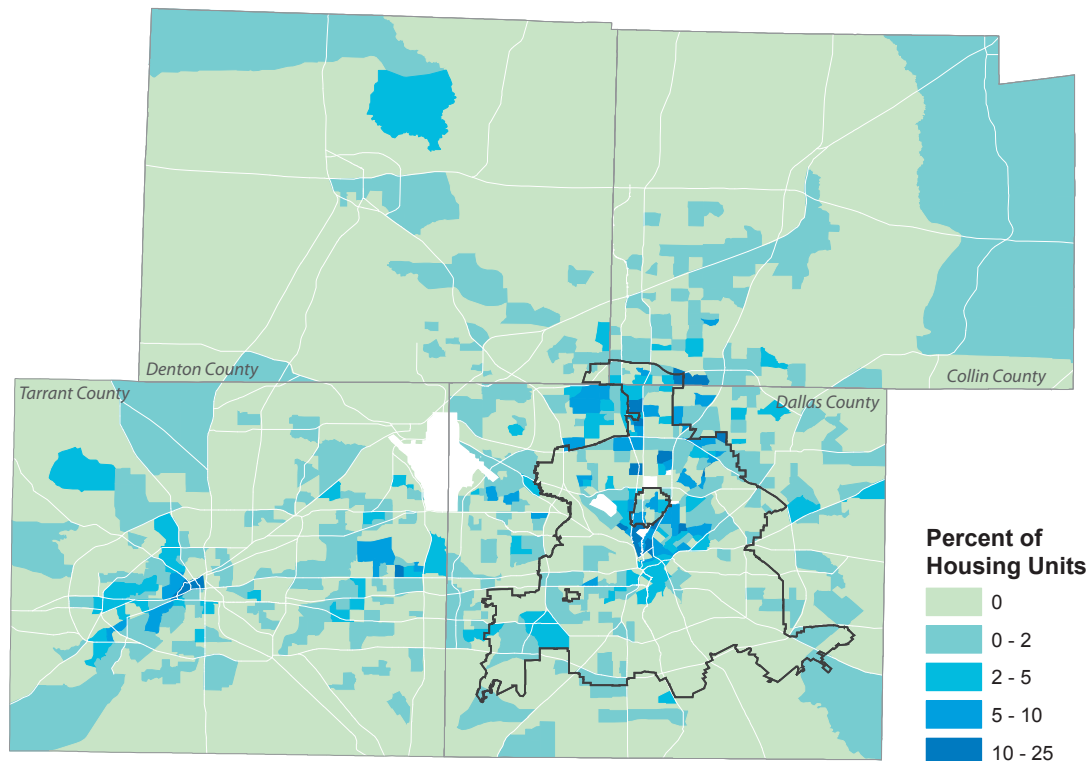 Denton County
Collin County
Tarrant County
Dallas County
Percent of
Housing Units
0
0 - 2
2 - 5
5 - 10
10 - 25